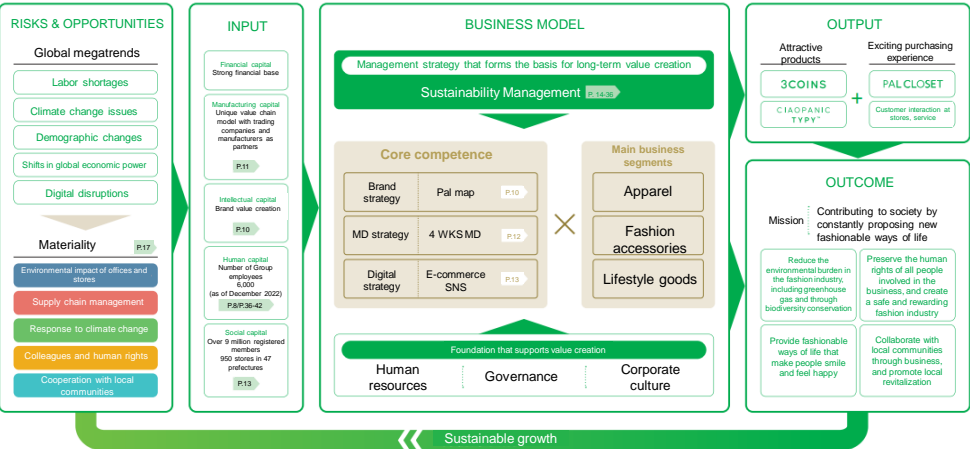 RISKS & OPPORTUNITIES
Global megatrends
Labor shortages
Climate change issues
Demographic changes
Shifts in global economic power
Digital disruptions
Materiality
P.17
Environmental impact of offices and
stores
Supply chain management
Response to climate change
Colleagues and human rights
Cooperation with local
communities
INPUT
Financial capital
Strong financial base
Manufacturing capital
Unique value chain
model with trading
companies and
manufacturers as
partners
P.11
Intellectual capital
Brand value creation
P.10
Human capital
Number of Group
employees
6,000
(as of December 2022)
P.8/P.36-42
Social capital
Over 9 million registered
members
950 stores in 47
prefectures
P.13
BUSINESS MODEL
Management strategy that forms the basis for long-term value creation
Sustainability Management P. 14-36
Core competence
Brand
strategy
Pal map
P.10
MD strategy
4 WKS MD
P.12
Digital
strategy
E-commerce
SNS
P.13
×
Main business
segments
Apparel
Fashion
accessories
Lifestyle goods
Foundation that supports value creation
Human
resources
Governance
Corporate
culture
OUTPUT
Attractive
products
3COINS
CIAOPANIC
TYPY
+
Exciting purchasing
experience
PAL CLOSET
Customer interaction at
stores, service
OUTCOME
Mission
Contributing to society by
constantly proposing new
fashionable ways of life
Reduce the
environmental burden in
the fashion industry,
including greenhouse
gas and through
biodiversity conservation
Preserve the human
rights of all people
involved in the
business, and create
a safe and rewarding
fashion industry
Provide fashionable
ways of life that
make people smile
and feel happy
Collaborate with
local communities
through business,
and promote local
revitalization
Sustainable growth